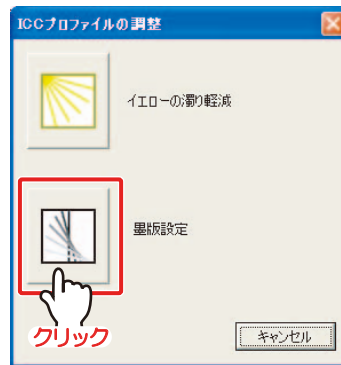 ICCプロファイルの調整
イエローの濁り軽減
墨版設定
クリック
キャンセル